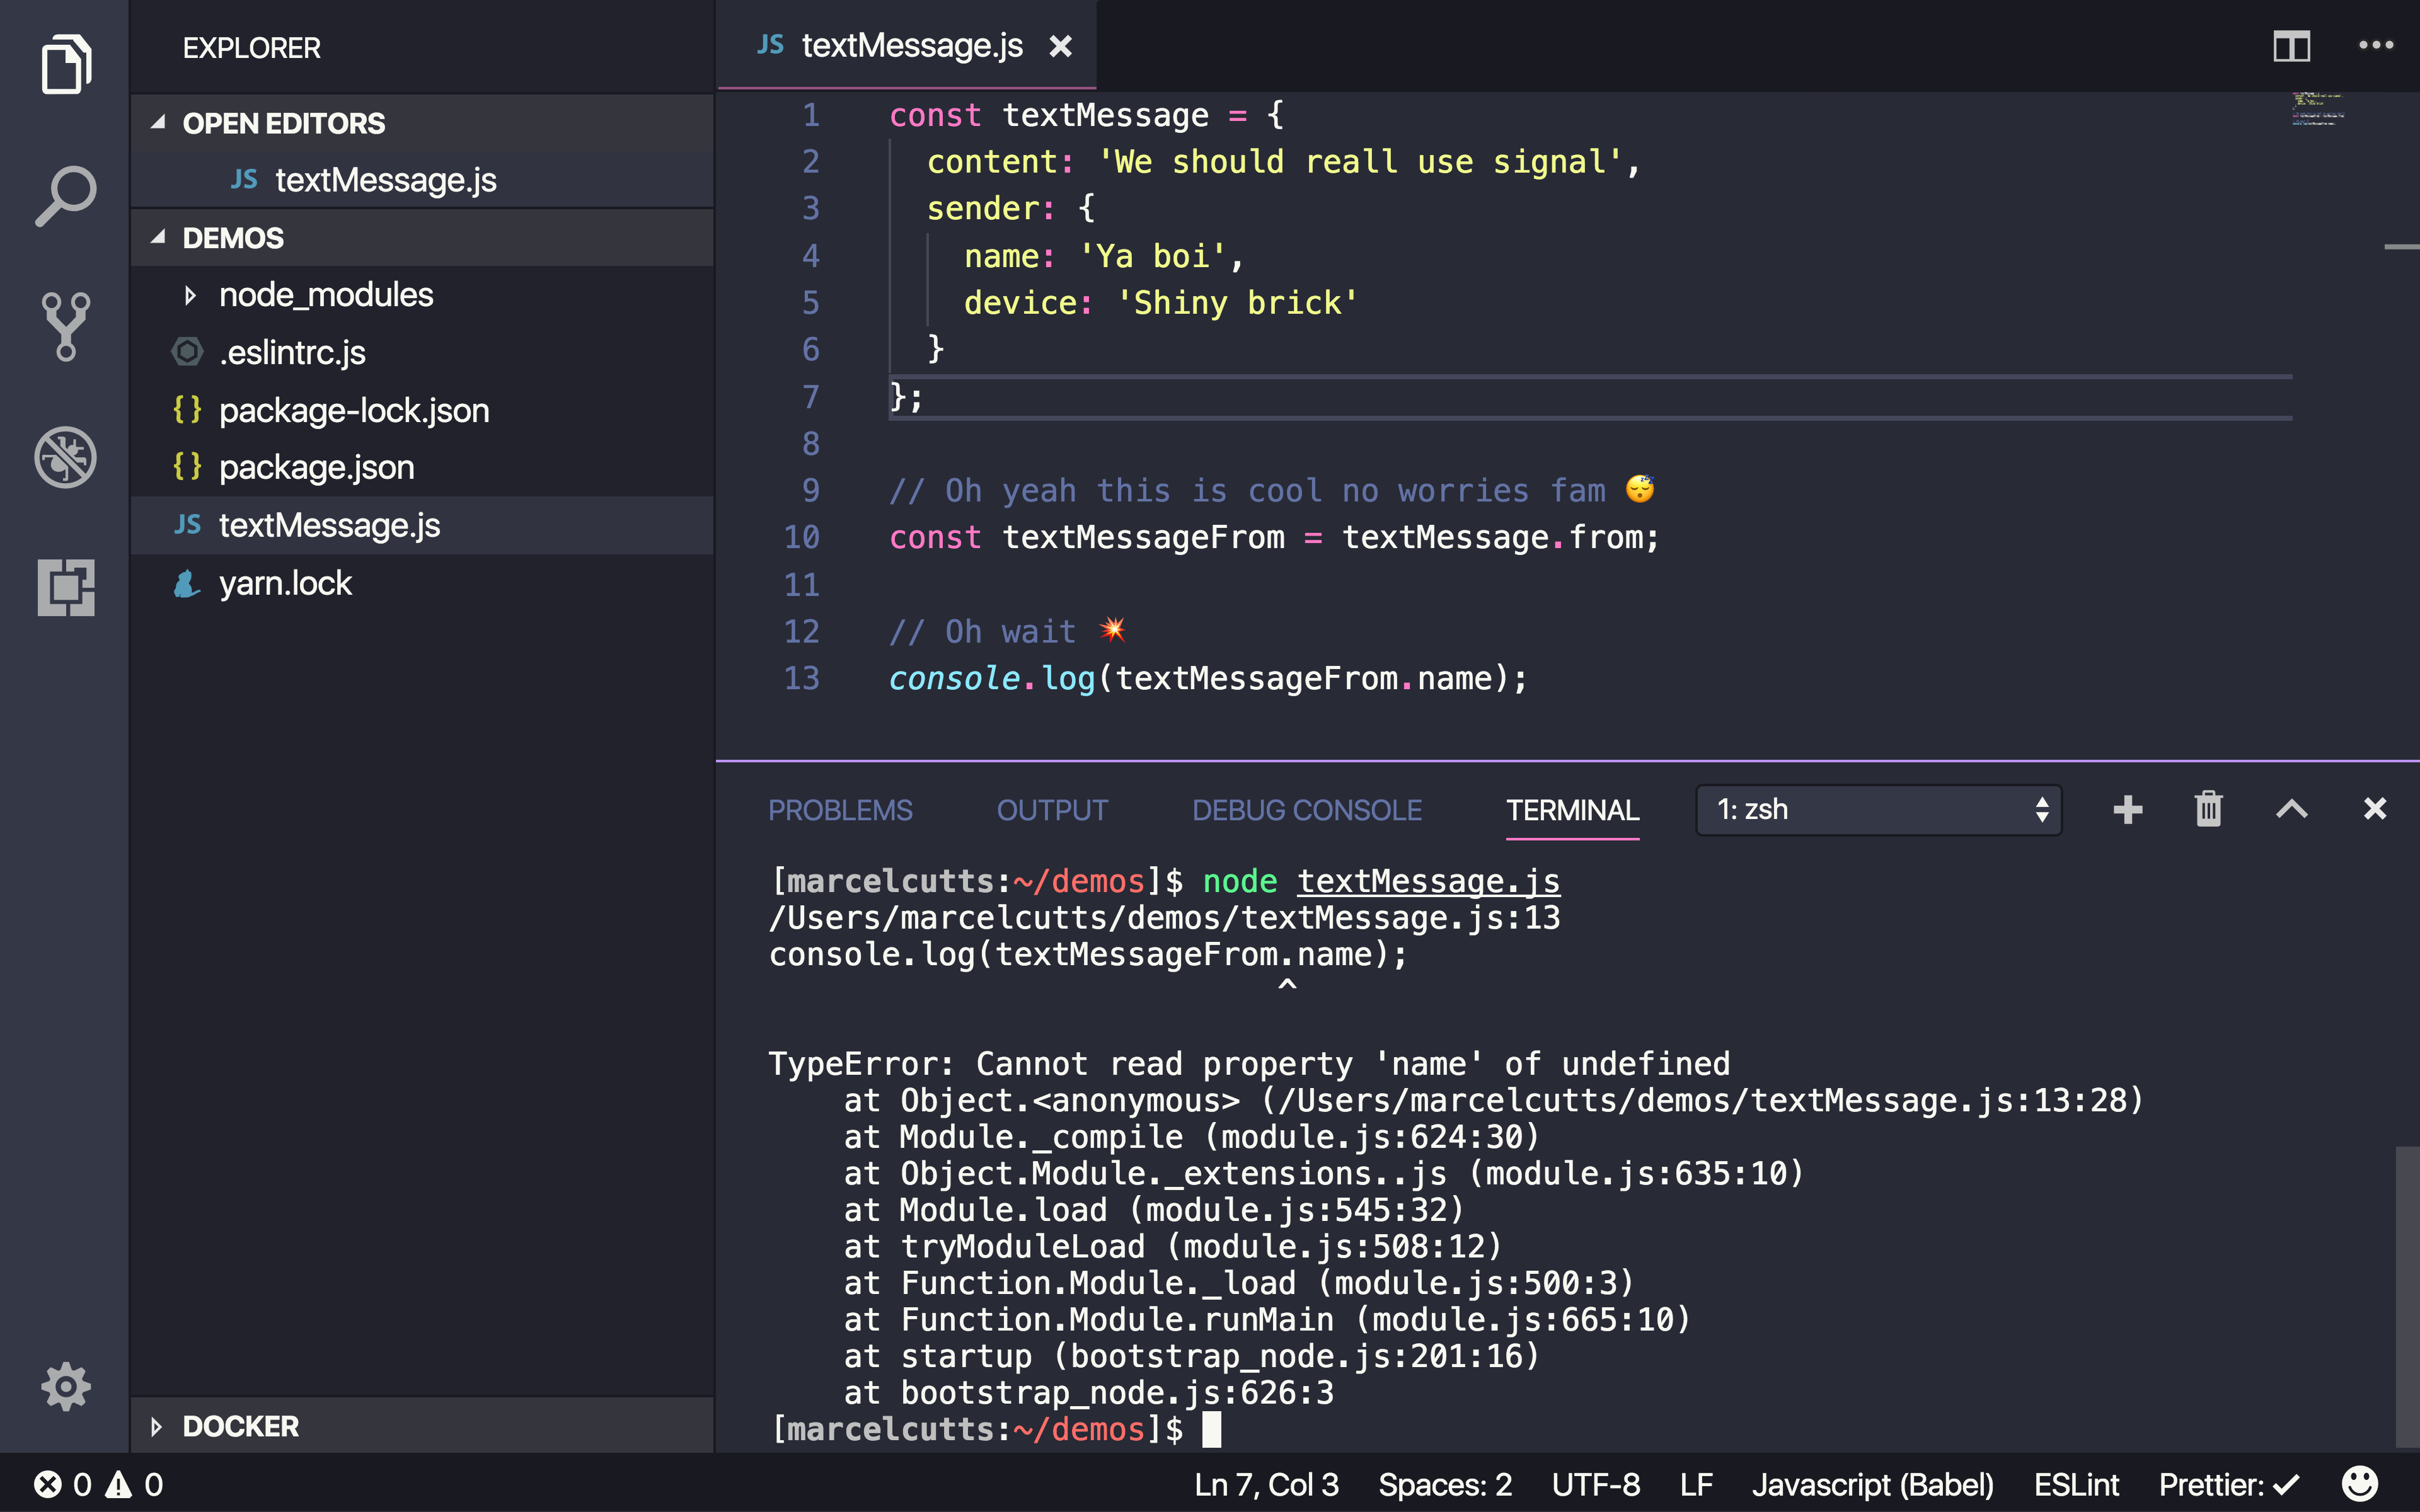 EXPLORER
OPEN EDITORS
JS textMessage.js
DEMOS
node_modules
.eslintrc.js
{} package-lock.json
{} package.json
JS textMessage.js
yarn.lock
DOCKER
JS textMessage.js
1 const textMessage = {
2   content: 'We should reall use signal',
3   sender: {
4     name: 'Ya boi',
5     device: 'Shiny brick'
6   }
7 };
8
9 // Oh yeah this is cool no worries fam 😴
10 const textMessageFrom = textMessage.from;
11
12 // Oh wait 💥
13 console.log(textMessageFrom.name);
PROBLEMS OUTPUT DEBUG CONSOLE TERMINAL 1: zsh
[marcelcutts:~/demos]$ node textMessage.js
/Users/marcelcutts/demos/textMessage.js:13
console.log(textMessageFrom.name);
                           ^
TypeError: Cannot read property 'name' of undefined
    at Object.<anonymous> (/Users/marcelcutts/demos/textMessage.js:13:28)
    at Module._compile (module.js:624:30)
    at Object.Module._extensions..js (module.js:635:10)
    at Module.load (module.js:545:32)
    at tryModuleLoad (module.js:508:12)
    at Function.Module._load (module.js:500:3)
    at Function.Module.runMain (module.js:665:10)
    at startup (bootstrap_node.js:201:16)
    at bootstrap_node.js:626:3
[marcelcutts:~/demos]$
0 0 Ln 7, Col 3 Spaces: 2 UTF-8 LF Javascript (Babel) ESLint Prettier: ✓